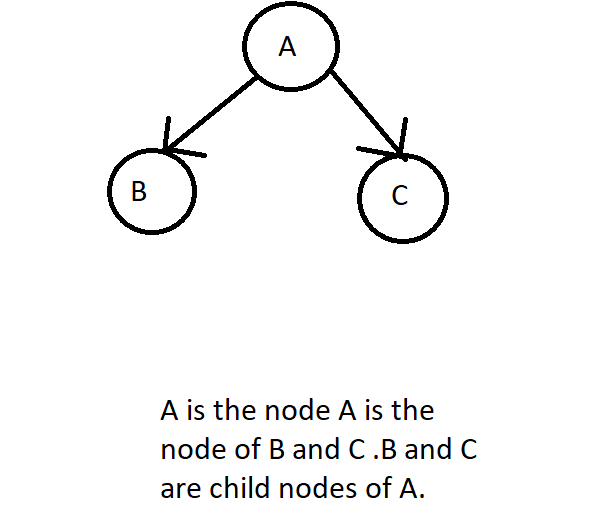 A
B
C
A is the node A is the
node of B and C .B and C
are child nodes of A.